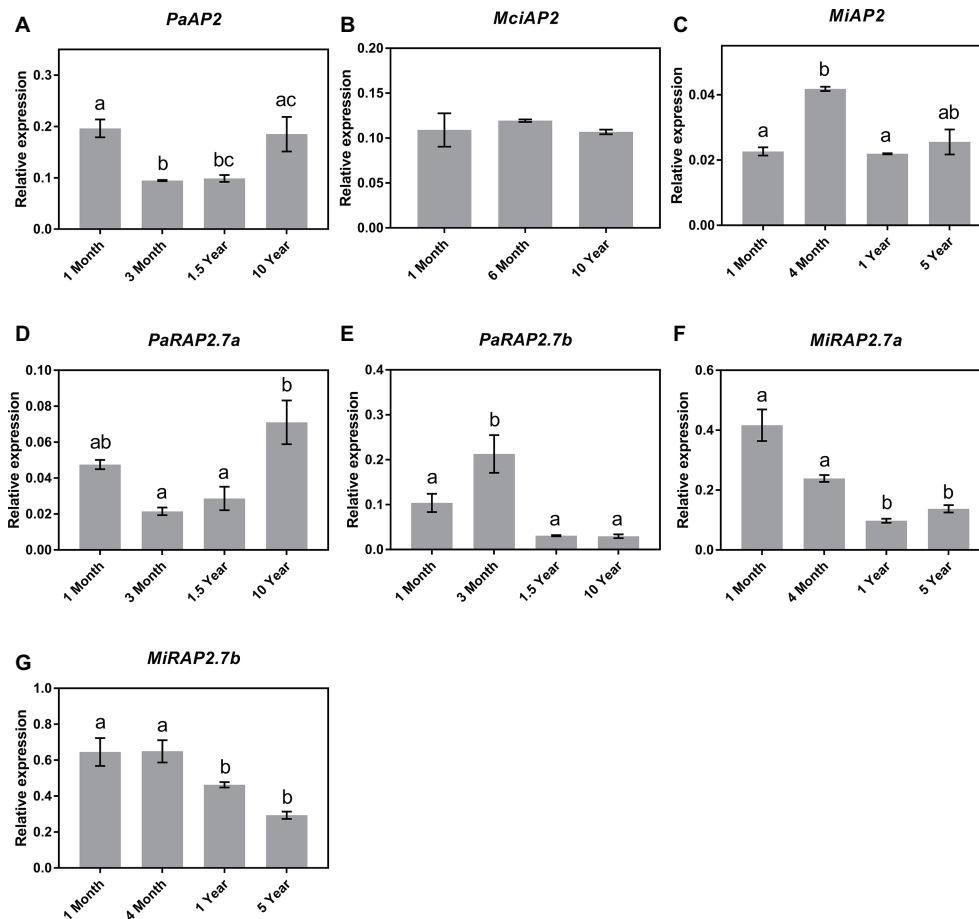 A PaAP2
Relative expression
0.3
0.2
0.1
0.0
a
b
bc
ac
1 Month
3 Month
1.5 Year
10 Year
B MciAP2
Relative expression
0.20
0.15
0.10
0.05
0.00
1 Month
6 Month
10 Year
C MiAP2
Relative expression
0.04
0.02
0.00
a
b
a
ab
1 Month
4 Month
1 Year
5 Year
D PaRAP2.7a
Relative expression
0.10
0.08
0.06
0.04
0.02
0.00
ab
a
a
b
1 Month
3 Month
1.5 Year
10 Year
E PaRAP2.7b
Relative expression
0.4
0.3
0.2
0.1
0.0
a
b
a
a
1 Month
3 Month
1.5 Year
10 Year
F MiRAP2.7a
Relative expression
0.6
0.4
0.2
0.0
a
a
b
b
1 Month
4 Month
1 Year
5 Year
G MiRAP2.7b
Relative expression
1.0
0.8
0.6
0.4
0.2
0.0
a
a
b
b
1 Month
4 Month
1 Year
5 Year